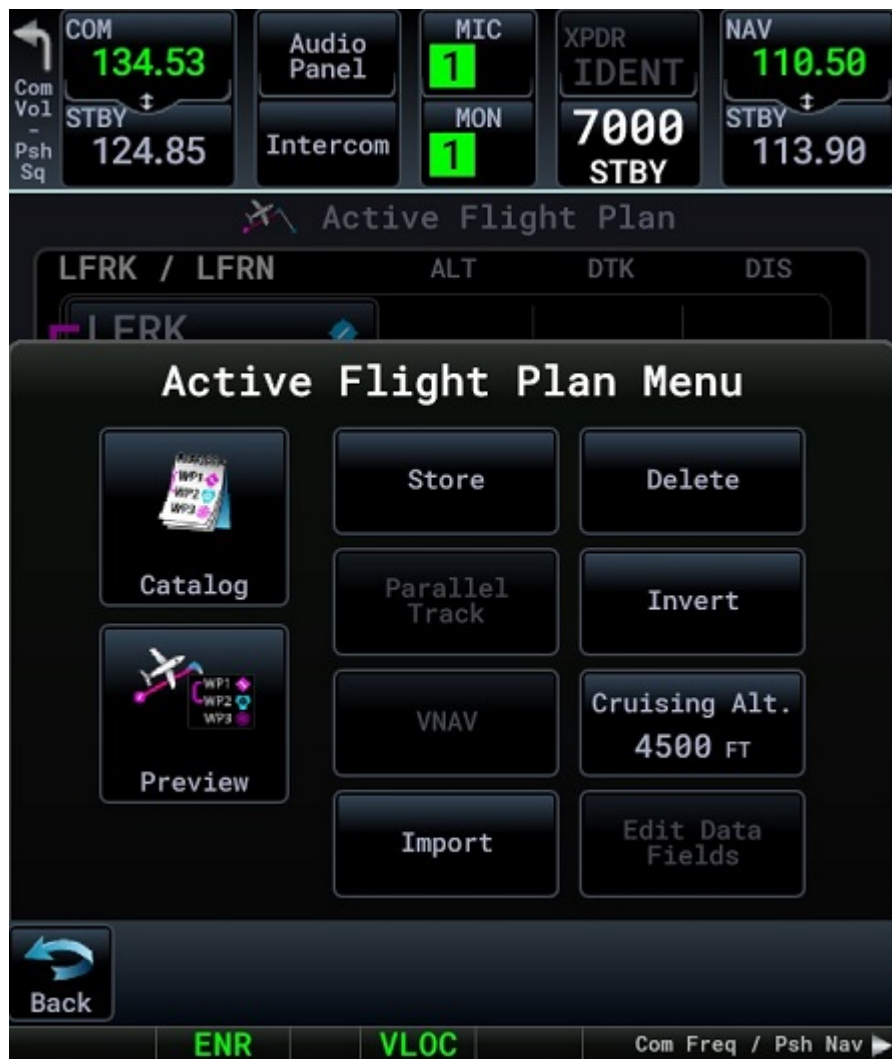 COM
134.53
STBY
124.85
Com
Vol
-
Psh
Sq
Audio
Panel
Intercom
MIC
1
MON
1
XPDR
IDENT
7000
STBY
NAV
110.50
STBY
113.90
Active Flight Plan
LFRK / LFRN ALT DTK DIS
LFRK
Active Flight Plan Menu
WP1
WP2
WP3
Catalog
Store
Delete
Parallel
Track
Invert
WP1
WP2
WP3
Preview
VNAV
Cruising Alt.
4500 FT
Import
Edit Data
Fields
Back
ENR VLOC Com Freq / Psh Nav